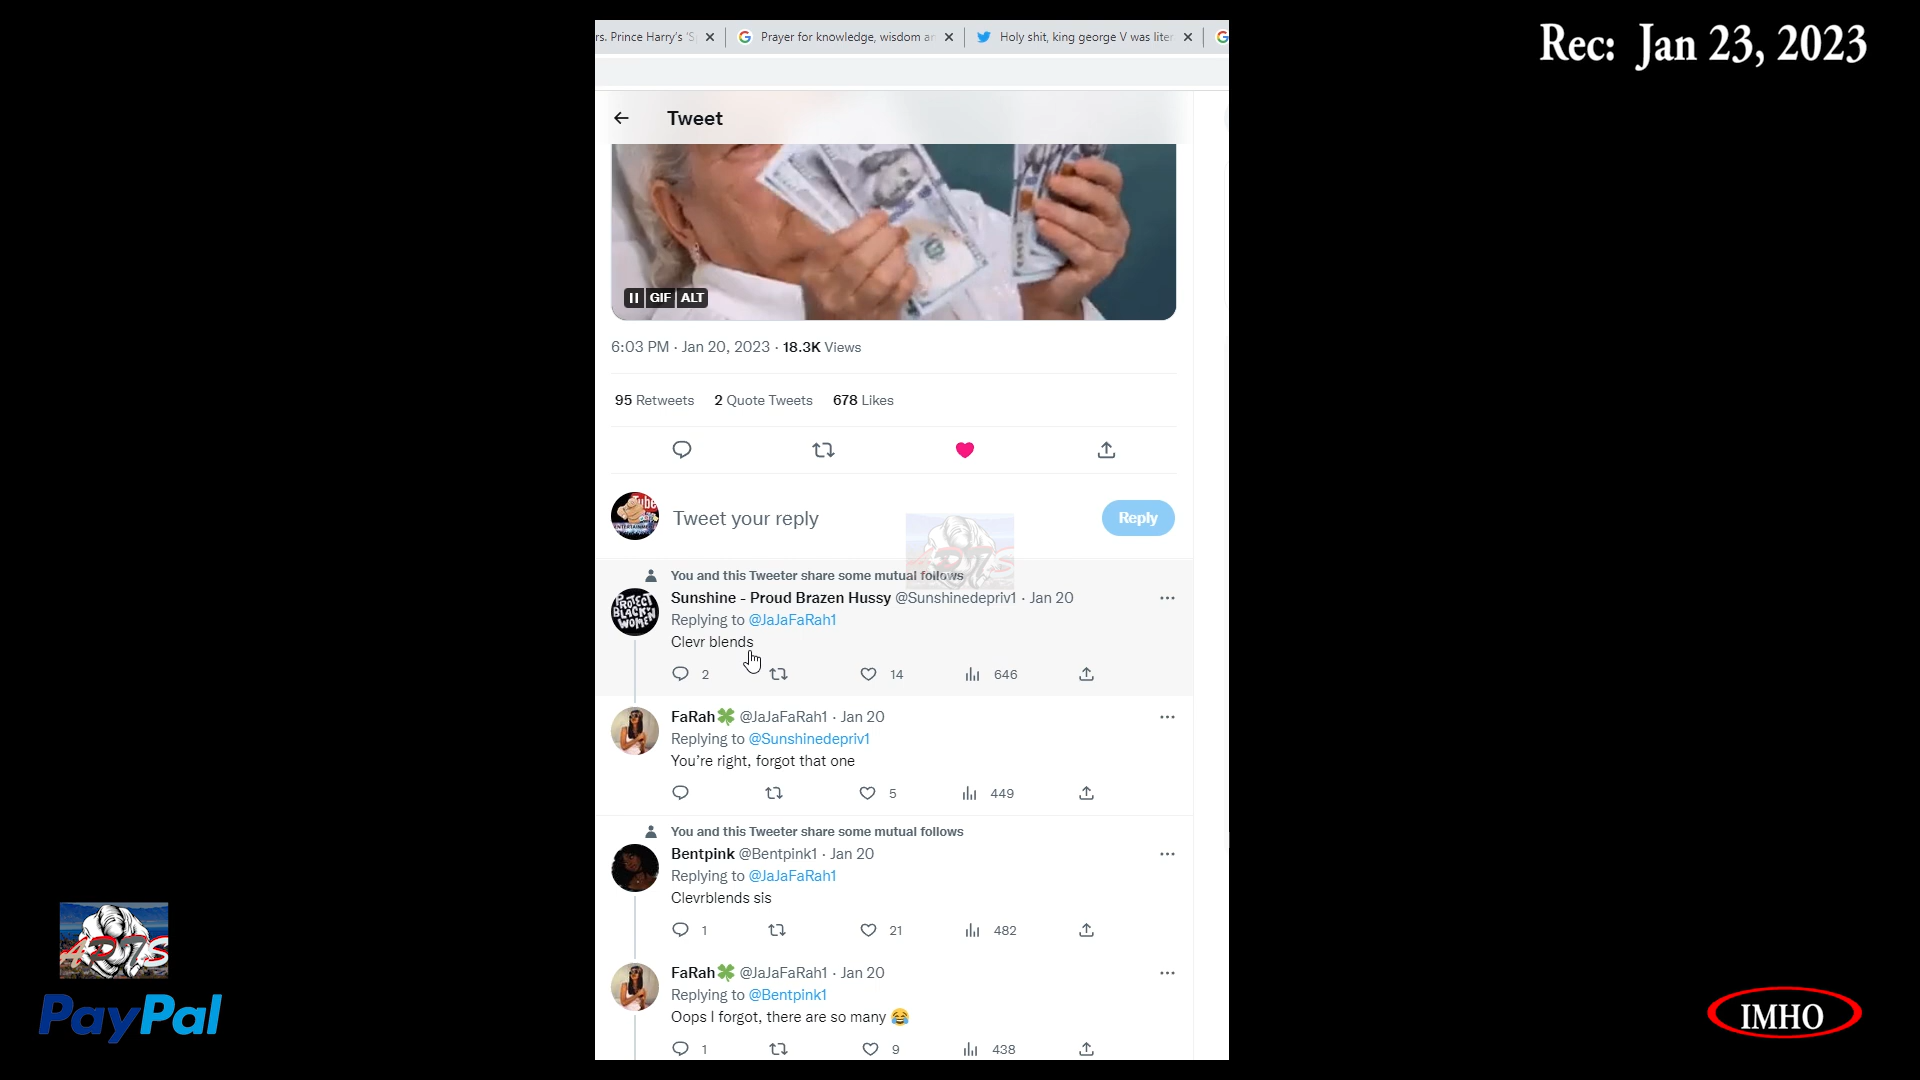 Rec: Jan 23, 2023
rs. Prince Harry's 'S
Prayer for knowledge, wisdom an
Holy shit, king george V was liter
Tweet
GIF ALT
6:03 PM · Jan 20, 2023 · 18.3K Views
95 Retweets 2 Quote Tweets 678 Likes
Tweet your reply
Reply
You and this Tweeter share some mutual follows
PROTECT BLACK WOMEN
Sunshine - Proud Brazen Hussy @Sunshinedepriv1 · Jan 20
Replying to @JaJaFaRah1
Clevr blends
2 14 646
FaRah🍀 @JaJaFaRah1 · Jan 20
Replying to @Sunshinedepriv1
You're right, forgot that one
5 449
You and this Tweeter share some mutual follows
Bentpink @Bentpink1 · Jan 20
Replying to @JaJaFaRah1
Clevrblends sis
1 21 482
FaRah🍀 @JaJaFaRah1 · Jan 20
Replying to @Bentpink1
Oops I forgot, there are so many 😂
1 9 438
PayPal
IMHO